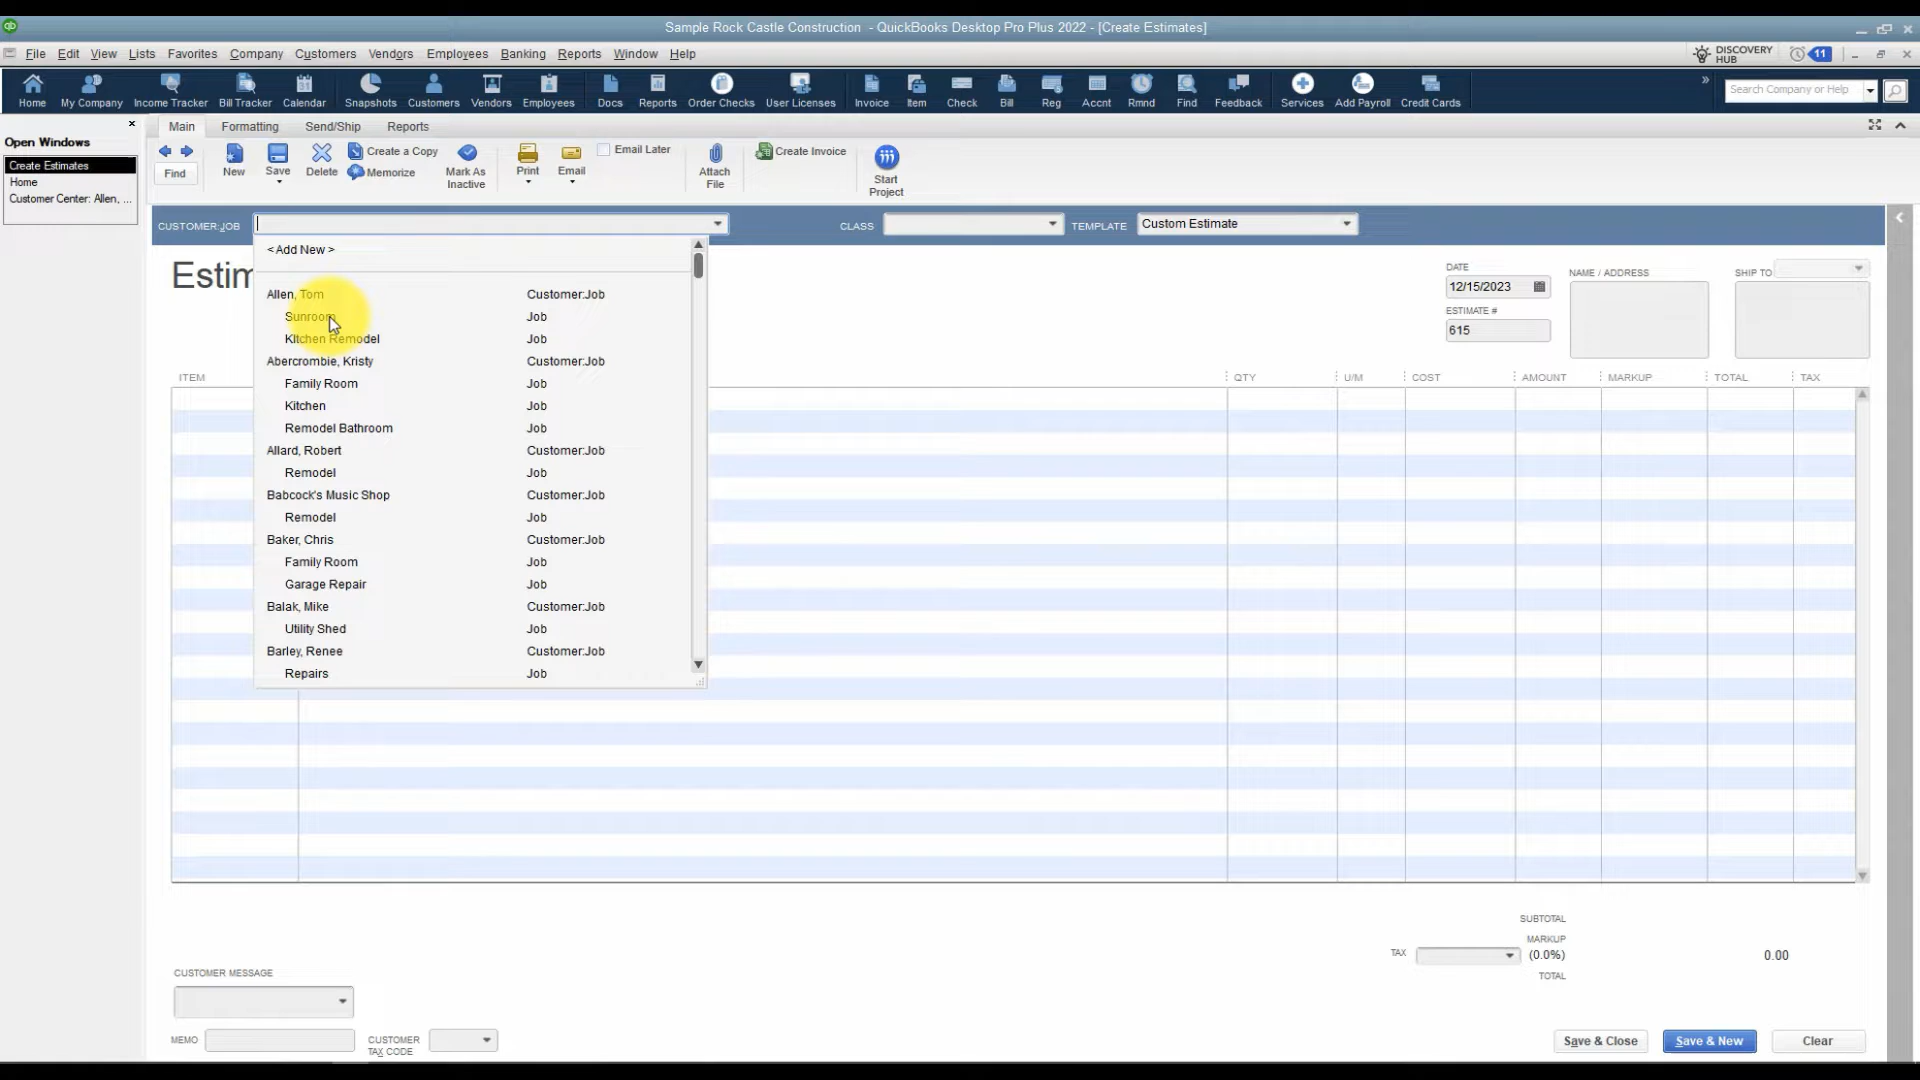 Sample Rock Castle Construction - QuickBooks Desktop Pro Plus 2022 - [Create Estimates]
File Edit View Lists Favorites Company Customers Vendors Employees Banking Reports Window Help
DISCOVERY HUB 11
Home My Company Income Tracker Bill Tracker Calendar Snapshots Customers Vendors Employees Docs Reports Order Checks User Licenses Invoice Item Check Bill Reg Accnt Rmnd Find Feedback Services Add Payroll Credit Cards
Search Company or Help
Open Windows
Create Estimates
Home
Customer Center: Allen, ...
Main Formatting Send/Ship Reports
Find New Save Delete
Create a Copy
Memorize
Mark As Inactive
Print Email
Email Later
Attach File
Create Invoice
Start Project
CUSTOMER:JOB CLASS TEMPLATE Custom Estimate
< Add New >
Allen, Tom Customer:Job
Sunroom Job
Kitchen Remodel Job
Abercrombie, Kristy Customer:Job
Family Room Job
Kitchen Job
Remodel Bathroom Job
Allard, Robert Customer:Job
Remodel Job
Babcock's Music Shop Customer:Job
Remodel Job
Baker, Chris Customer:Job
Family Room Job
Garage Repair Job
Balak, Mike Customer:Job
Utility Shed Job
Barley, Renee Customer:Job
Repairs Job
Estim
DATE
12/15/2023
ESTIMATE #
615
NAME / ADDRESS
SHIP TO
ITEM QTY U/M COST AMOUNT MARKUP TOTAL TAX
SUBTOTAL
MARKUP
TAX (0.0%) 0.00
TOTAL
CUSTOMER MESSAGE
MEMO
CUSTOMER TAX CODE
Save & Close Save & New Clear